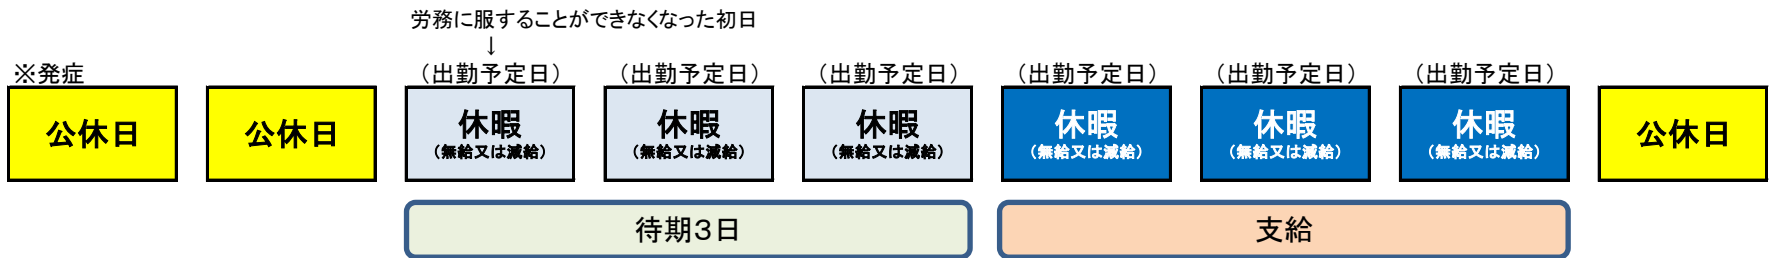 労務に服することができなくなった初日
↓
※発症 (出勤予定日) (出勤予定日) (出勤予定日) (出勤予定日) (出勤予定日) (出勤予定日)
公休日 公休日 休暇 休暇 休暇 休暇 休暇 休暇 公休日
(無給又は減給) (無給又は減給) (無給又は減給) (無給又は減給) (無給又は減給) (無給又は減給)
待期3日 支給